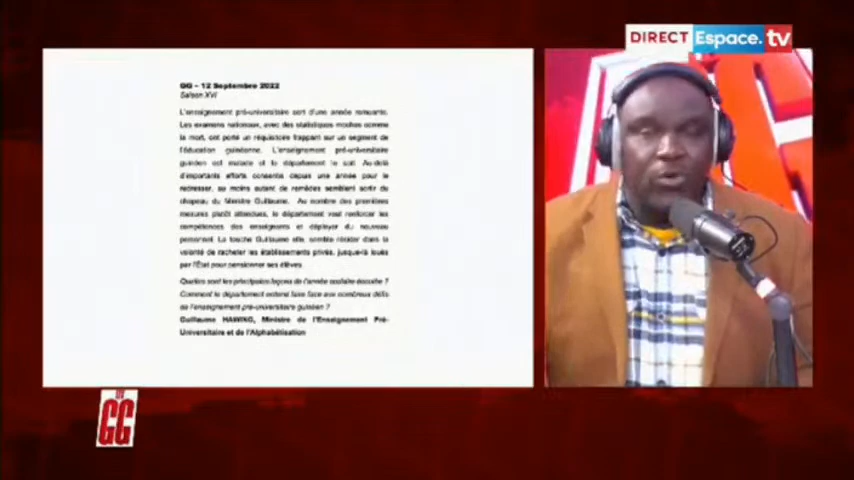 DIRECT Espace.tv
GG – 12 Septembre 2022
Saison XVI
L'enseignement pré-universitaire sort d'une année remuante.
Les examens nationaux, avec des statistiques moches comme
la mort, ont porté un réquisitoire frappant sur un segment de
l'éducation guinéenne. L'enseignement pré-universitaire
guinéen est malade et le département le sait. Au-delà
d'importants efforts consentis depuis une année pour le
redresser, au moins autant de remèdes semblent sortir du
chapeau du Ministre Guillaume. Au nombre des premières
mesures plutôt attendues, le département veut renforcer les
compétences des enseignants et déployer du nouveau
personnel. La touche Guillaume elle, semble résider dans la
volonté de racheter les établissements privés, jusque-là loués
par l'État pour pensionner ses élèves.
Quelles sont les principales leçons de l'année scolaire écoulée ?
Comment le département entend faire face aux nombreux défis
de l'enseignement pré-universitaire guinéen ?
Guillaume HAWING, Ministre de l'Enseignement Pré-
Universitaire et de l'Alphabétisation
LES
GG